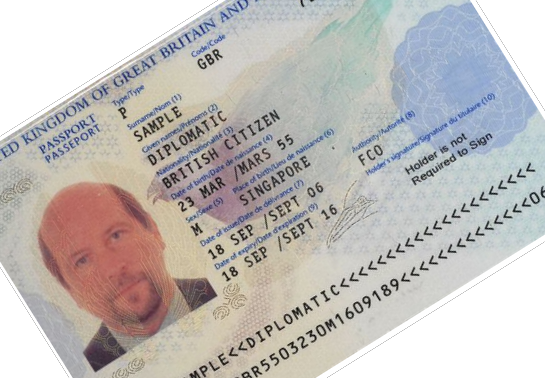 ED KINGDOM OF GREAT BRITAIN AND
PASSPORT
PASSEPORT
Type/Type
P
Code/Code
GBR
Surname/Nom (1)
SAMPLE
Given names/Prénoms (2)
DIPLOMATIC
Nationality/Nationalité (3)
BRITISH CITIZEN
Date of birth/Date de naissance (4)
23 MAR /MARS 55
Sex/Sexe (5)
M
Place of birth/Lieu de naissance (6)
SINGAPORE
Date of issue/Date de délivrance (7)
18 SEP /SEPT 06
Authority/Autorité (8)
FCO
Date of expiry/Date d'expiration (9)
18 SEP /SEPT 16
Holder's signature/Signature du titulaire (10)
Holder is not
Required to Sign
MPLE<<DIPLOMATIC<<<<<<<<<<<<<<<<<<<<
GBR5503230M1609189<<<<<<<<<<<<<<06